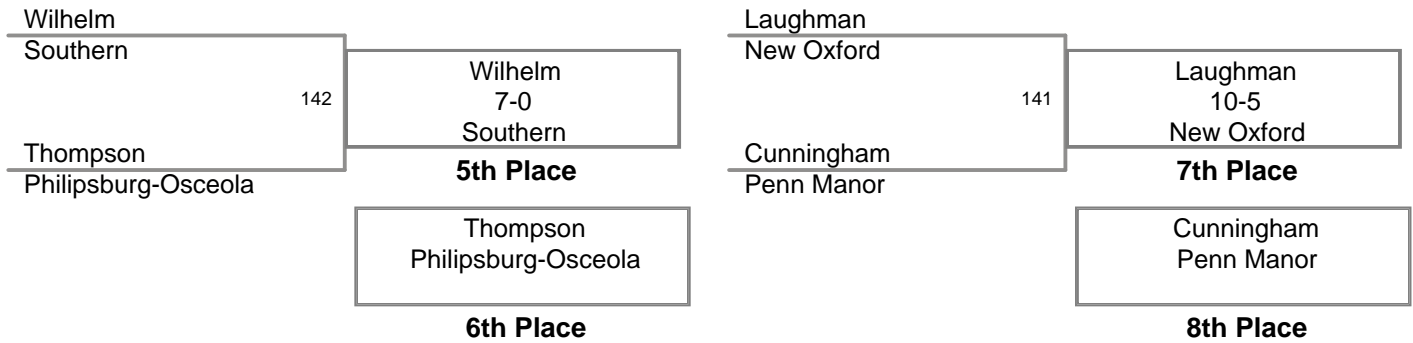 Wilhelm
Southern
142
Wilhelm
7-0
Southern
Thompson
Philipsburg-Osceola
5th Place
Thompson
Philipsburg-Osceola
6th Place
Laughman
New Oxford
141
Laughman
10-5
New Oxford
Cunningham
Penn Manor
7th Place
Cunningham
Penn Manor
8th Place